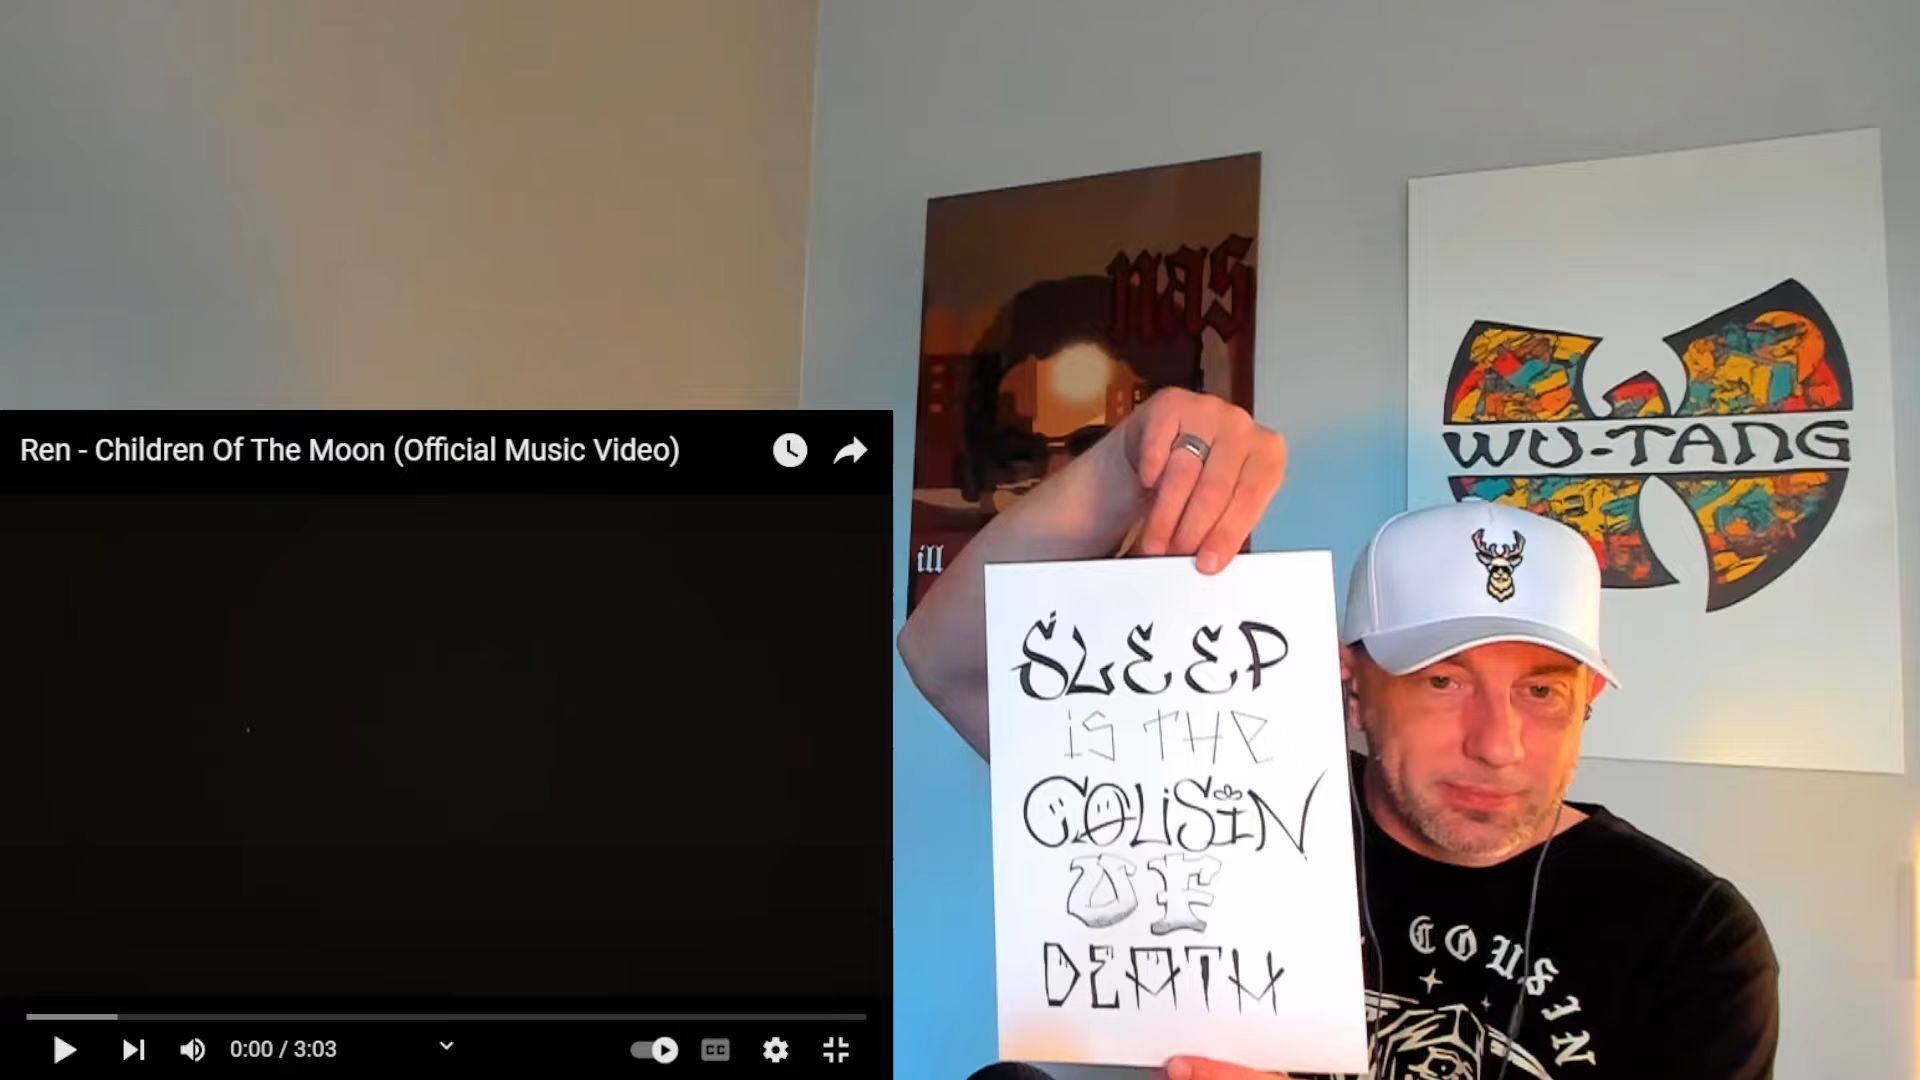 Ren - Children Of The Moon (Official Music Video)
0:00 / 3:03
CC
nas
ill
WU-TANG
SLEEP
iS THE
COUSiN
OF
DEATH
COUSIN